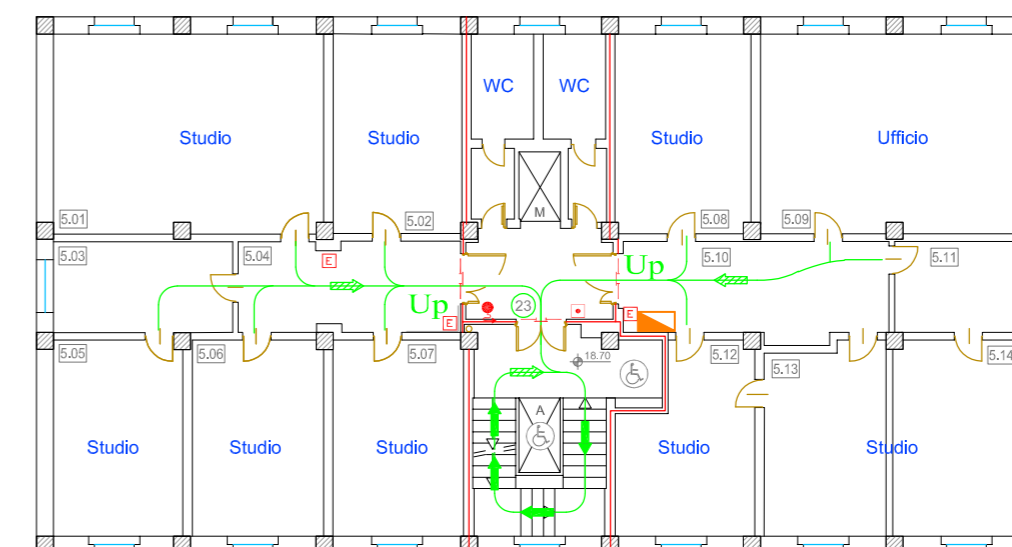 WC
WC
Studio
Studio
Studio
Ufficio
M
5.01
5.02
5.08
5.09
5.03
5.04
E
5.10
5.11
Up
Up
23
E
E
5.05
5.06
5.07
18.70
5.12
5.13
5.14
A
Studio
Studio
Studio
Studio
Studio